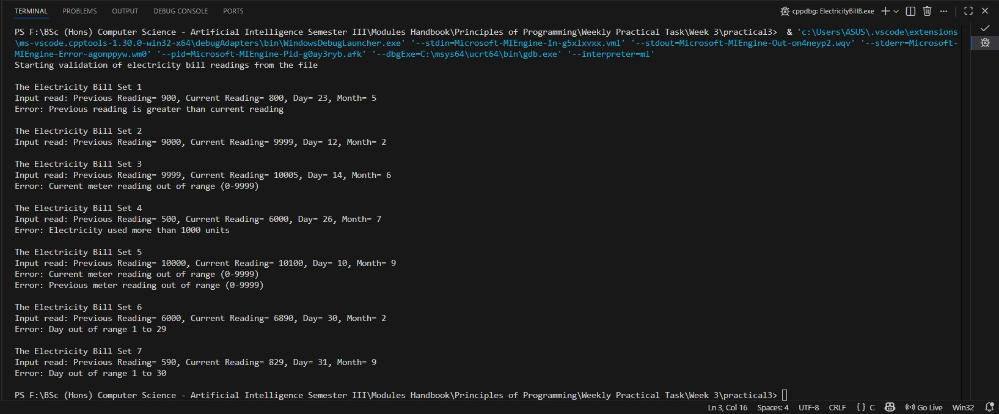 TERMINAL PROBLEMS OUTPUT DEBUG CONSOLE PORTS cppdbg: ElectricityBillB.exe
PS F:\BSc (Hons) Computer Science - Artificial Intelligence Semester III\Modules Handbook\Principles of Programming\Weekly Practical Task\Week 3\practical3>  & 'c:\Users\ASUS\.vscode\extensions
\ms-vscode.cpptools-1.30.0-win32-x64\debugAdapters\bin\WindowsDebugLauncher.exe' '--stdin=Microsoft-MIEngine-In-g5xlxvxx.vml' '--stdout=Microsoft-MIEngine-Out-on4neyp2.wqv' '--stderr=Microsoft-
MIEngine-Error-agonppyw.wm0' '--pid=Microsoft-MIEngine-Pid-g0ay3ryb.afk' '--dbgExe=C:\msys64\ucrt64\bin\gdb.exe' '--interpreter=mi'
Starting validation of electricity bill readings from the file
The Electricity Bill Set 1
Input read: Previous Reading= 900, Current Reading= 800, Day= 23, Month= 5
Error: Previous reading is greater than current reading
The Electricity Bill Set 2
Input read: Previous Reading= 9000, Current Reading= 9999, Day= 12, Month= 2
The Electricity Bill Set 3
Input read: Previous Reading= 9999, Current Reading= 10005, Day= 14, Month= 6
Error: Current meter reading out of range (0-9999)
The Electricity Bill Set 4
Input read: Previous Reading= 500, Current Reading= 6000, Day= 26, Month= 7
Error: Electricity used more than 1000 units
The Electricity Bill Set 5
Input read: Previous Reading= 10000, Current Reading= 10100, Day= 10, Month= 9
Error: Current meter reading out of range (0-9999)
Error: Previous meter reading out of range (0-9999)
The Electricity Bill Set 6
Input read: Previous Reading= 6000, Current Reading= 6890, Day= 30, Month= 2
Error: Day out of range 1 to 29
The Electricity Bill Set 7
Input read: Previous Reading= 590, Current Reading= 829, Day= 31, Month= 9
Error: Day out of range 1 to 30
PS F:\BSc (Hons) Computer Science - Artificial Intelligence Semester III\Modules Handbook\Principles of Programming\Weekly Practical Task\Week 3\practical3>
Ln 3, Col 16 Spaces: 4 UTF-8 CRLF {} C Go Live Win32